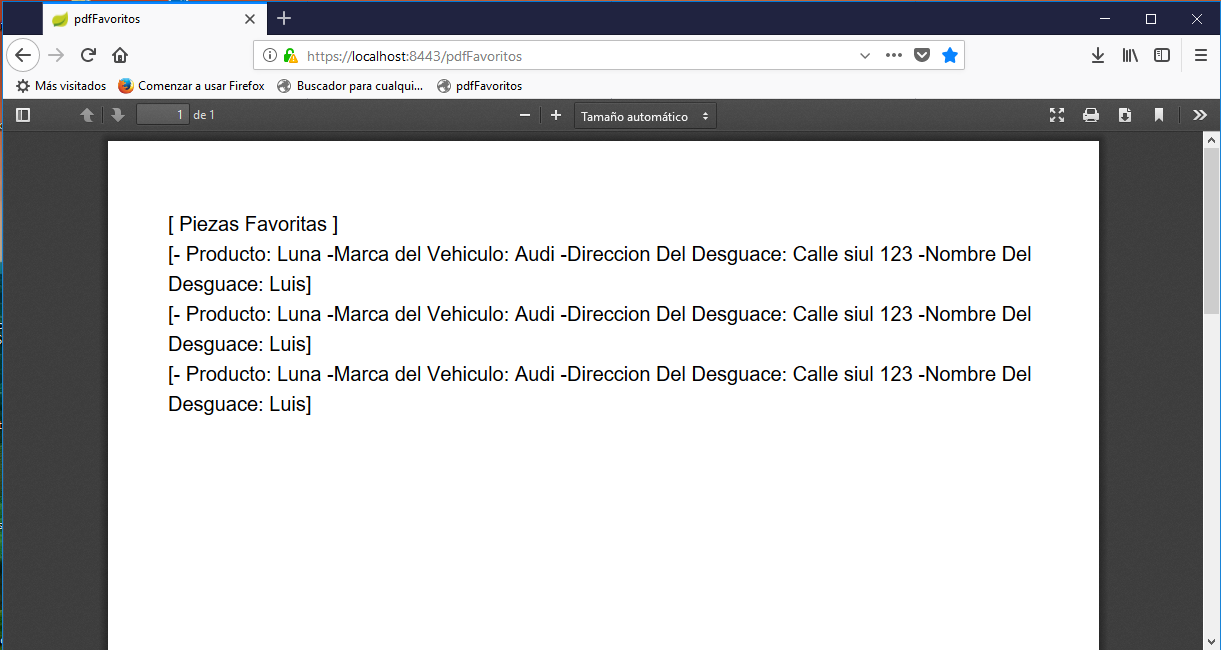 pdfFavoritos
https://localhost:8443/pdfFavoritos
Más visitados Comenzar a usar Firefox Buscador para cualqui... pdfFavoritos
1 de 1 Tamaño automático
[ Piezas Favoritas ]
[- Producto: Luna -Marca del Vehiculo: Audi -Direccion Del Desguace: Calle siul 123 -Nombre Del
Desguace: Luis]
[- Producto: Luna -Marca del Vehiculo: Audi -Direccion Del Desguace: Calle siul 123 -Nombre Del
Desguace: Luis]
[- Producto: Luna -Marca del Vehiculo: Audi -Direccion Del Desguace: Calle siul 123 -Nombre Del
Desguace: Luis]